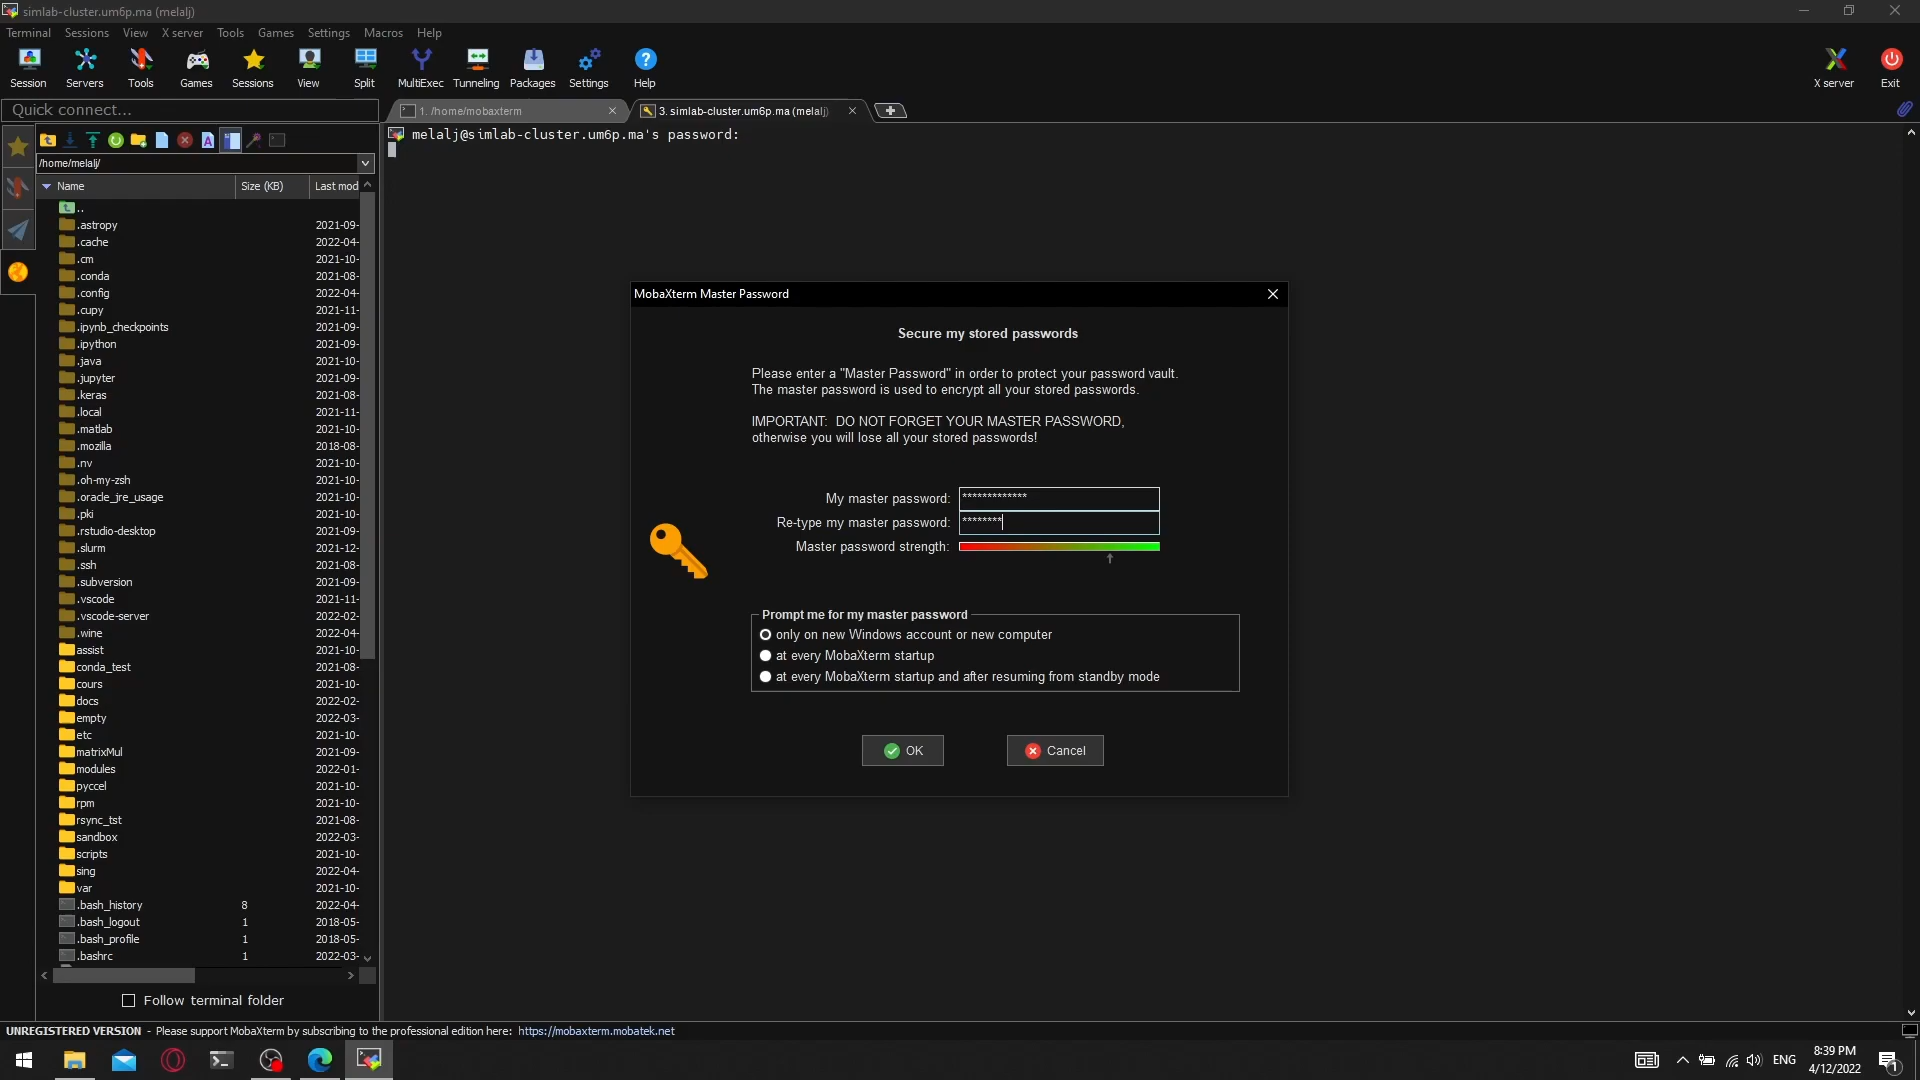 simlab-cluster.um6p.ma (melalj)
Terminal Sessions View X server Tools Games Settings Macros Help
Session Servers Tools Games Sessions View Split MultiExec Tunneling Packages Settings Help X server Exit
Quick connect...
1. /home/mobaxterm
3. simlab-cluster.um6p.ma (melalj)
/home/melalj/
Name Size (KB) Last mod
..
.astropy 2021-09-
.cache 2022-04-
.cm 2021-10-
.conda 2021-08-
.config 2022-04-
.cupy 2021-11-
.ipynb_checkpoints 2021-09-
.ipython 2021-09-
.java 2021-10-
.jupyter 2021-09-
.keras 2021-08-
.local 2021-11-
.matlab 2021-10-
.mozilla 2018-08-
.nv 2021-10-
.oh-my-zsh 2021-10-
.oracle_jre_usage 2021-10-
.pki 2021-10-
.rstudio-desktop 2021-09-
.slurm 2021-12-
.ssh 2022-08-
.subversion 2021-09-
.vscode 2021-11-
.vscode-server 2022-02-
.wine 2022-04-
assist 2021-10-
conda_test 2021-08-
cours 2021-10-
docs 2022-02-
empty 2022-03-
etc 2021-10-
matrixMul 2021-09-
modules 2022-01-
pyccel 2021-10-
rpm 2021-10-
rsync_tst 2021-08-
sandbox 2022-03-
scripts 2021-10-
sing 2022-04-
var 2021-10-
.bash_history 8 2022-04-
.bash_logout 1 2018-05-
.bash_profile 1 2018-05-
.bashrc 1 2022-03-
Follow terminal folder
melalj@simlab-cluster.um6p.ma's password:
MobaXterm Master Password
Secure my stored passwords
Please enter a "Master Password" in order to protect your password vault.
The master password is used to encrypt all your stored passwords.
IMPORTANT: DO NOT FORGET YOUR MASTER PASSWORD,
otherwise you will lose all your stored passwords!
My master password: *************
Re-type my master password: ********
Master password strength:
Prompt me for my master password
only on new Windows account or new computer
at every MobaXterm startup
at every MobaXterm startup and after resuming from standby mode
OK Cancel
UNREGISTERED VERSION - Please support MobaXterm by subscribing to the professional edition here: https://mobaxterm.mobatek.net
ENG
8:39 PM
4/12/2022
1